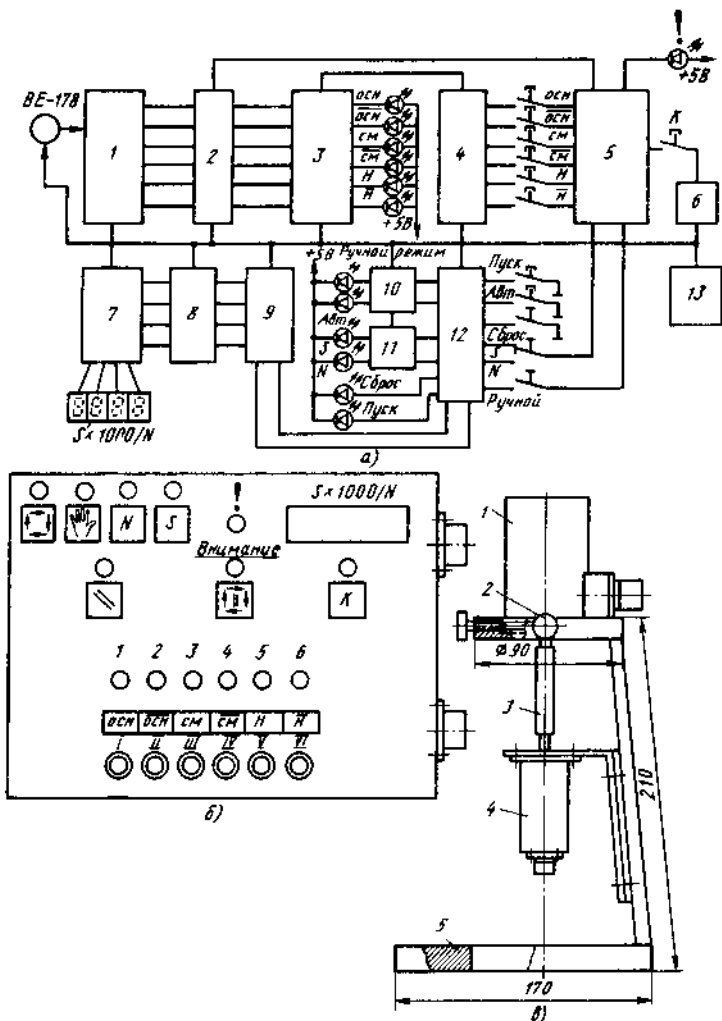 ВЕ-178
1
2
3
4
5
6
осн
осн
см
см
Н
Н
+5В
осн
осн
см
см
Н
Н
К
!
+5В
+5В
Ручной режим
7
8
9
10
11
12
13
Авт
S
N
Сброс
Пуск
Пуск
Авт
Сброс
S
N
Ручной
S×1000/N
а)
N
S
!
Внимание
S×1000/N
К
1 2 3 4 5 6
осн осн см см Н Н
I II III IV V VI
б)
1
2
Ф90
3
4
210
5
170
в)